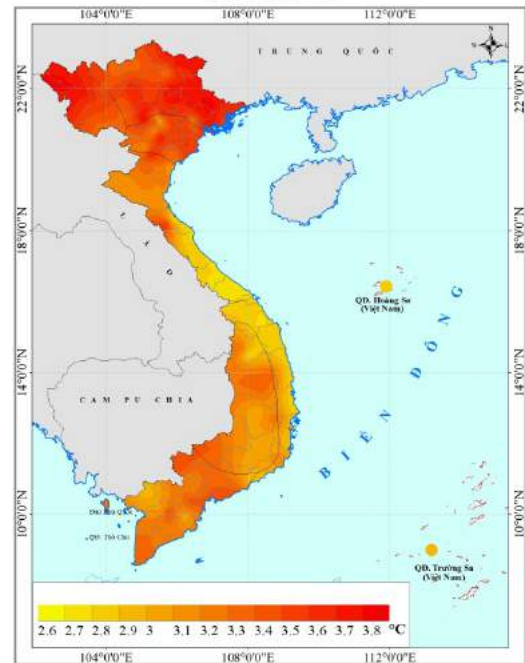 104°0'0"E 108°0'0"E 112°0'0"E
N
TRUNG QUỐC
22°0'0"N
22°0'0"N
18°0'0"N
18°0'0"N
LÀO
QĐ. Hoàng Sa
(Việt Nam)
BIỂN ĐÔNG
14°0'0"N
14°0'0"N
CAM PU CHIA
10°0'0"N
10°0'0"N
QĐ. Thổ Chu
QĐ. Trường Sa
(Việt Nam)
°C
2.6 2.7 2.8 2.9 3 3.1 3.2 3.3 3.4 3.5 3.6 3.7 3.8
104°0'0"E 108°0'0"E 112°0'0"E